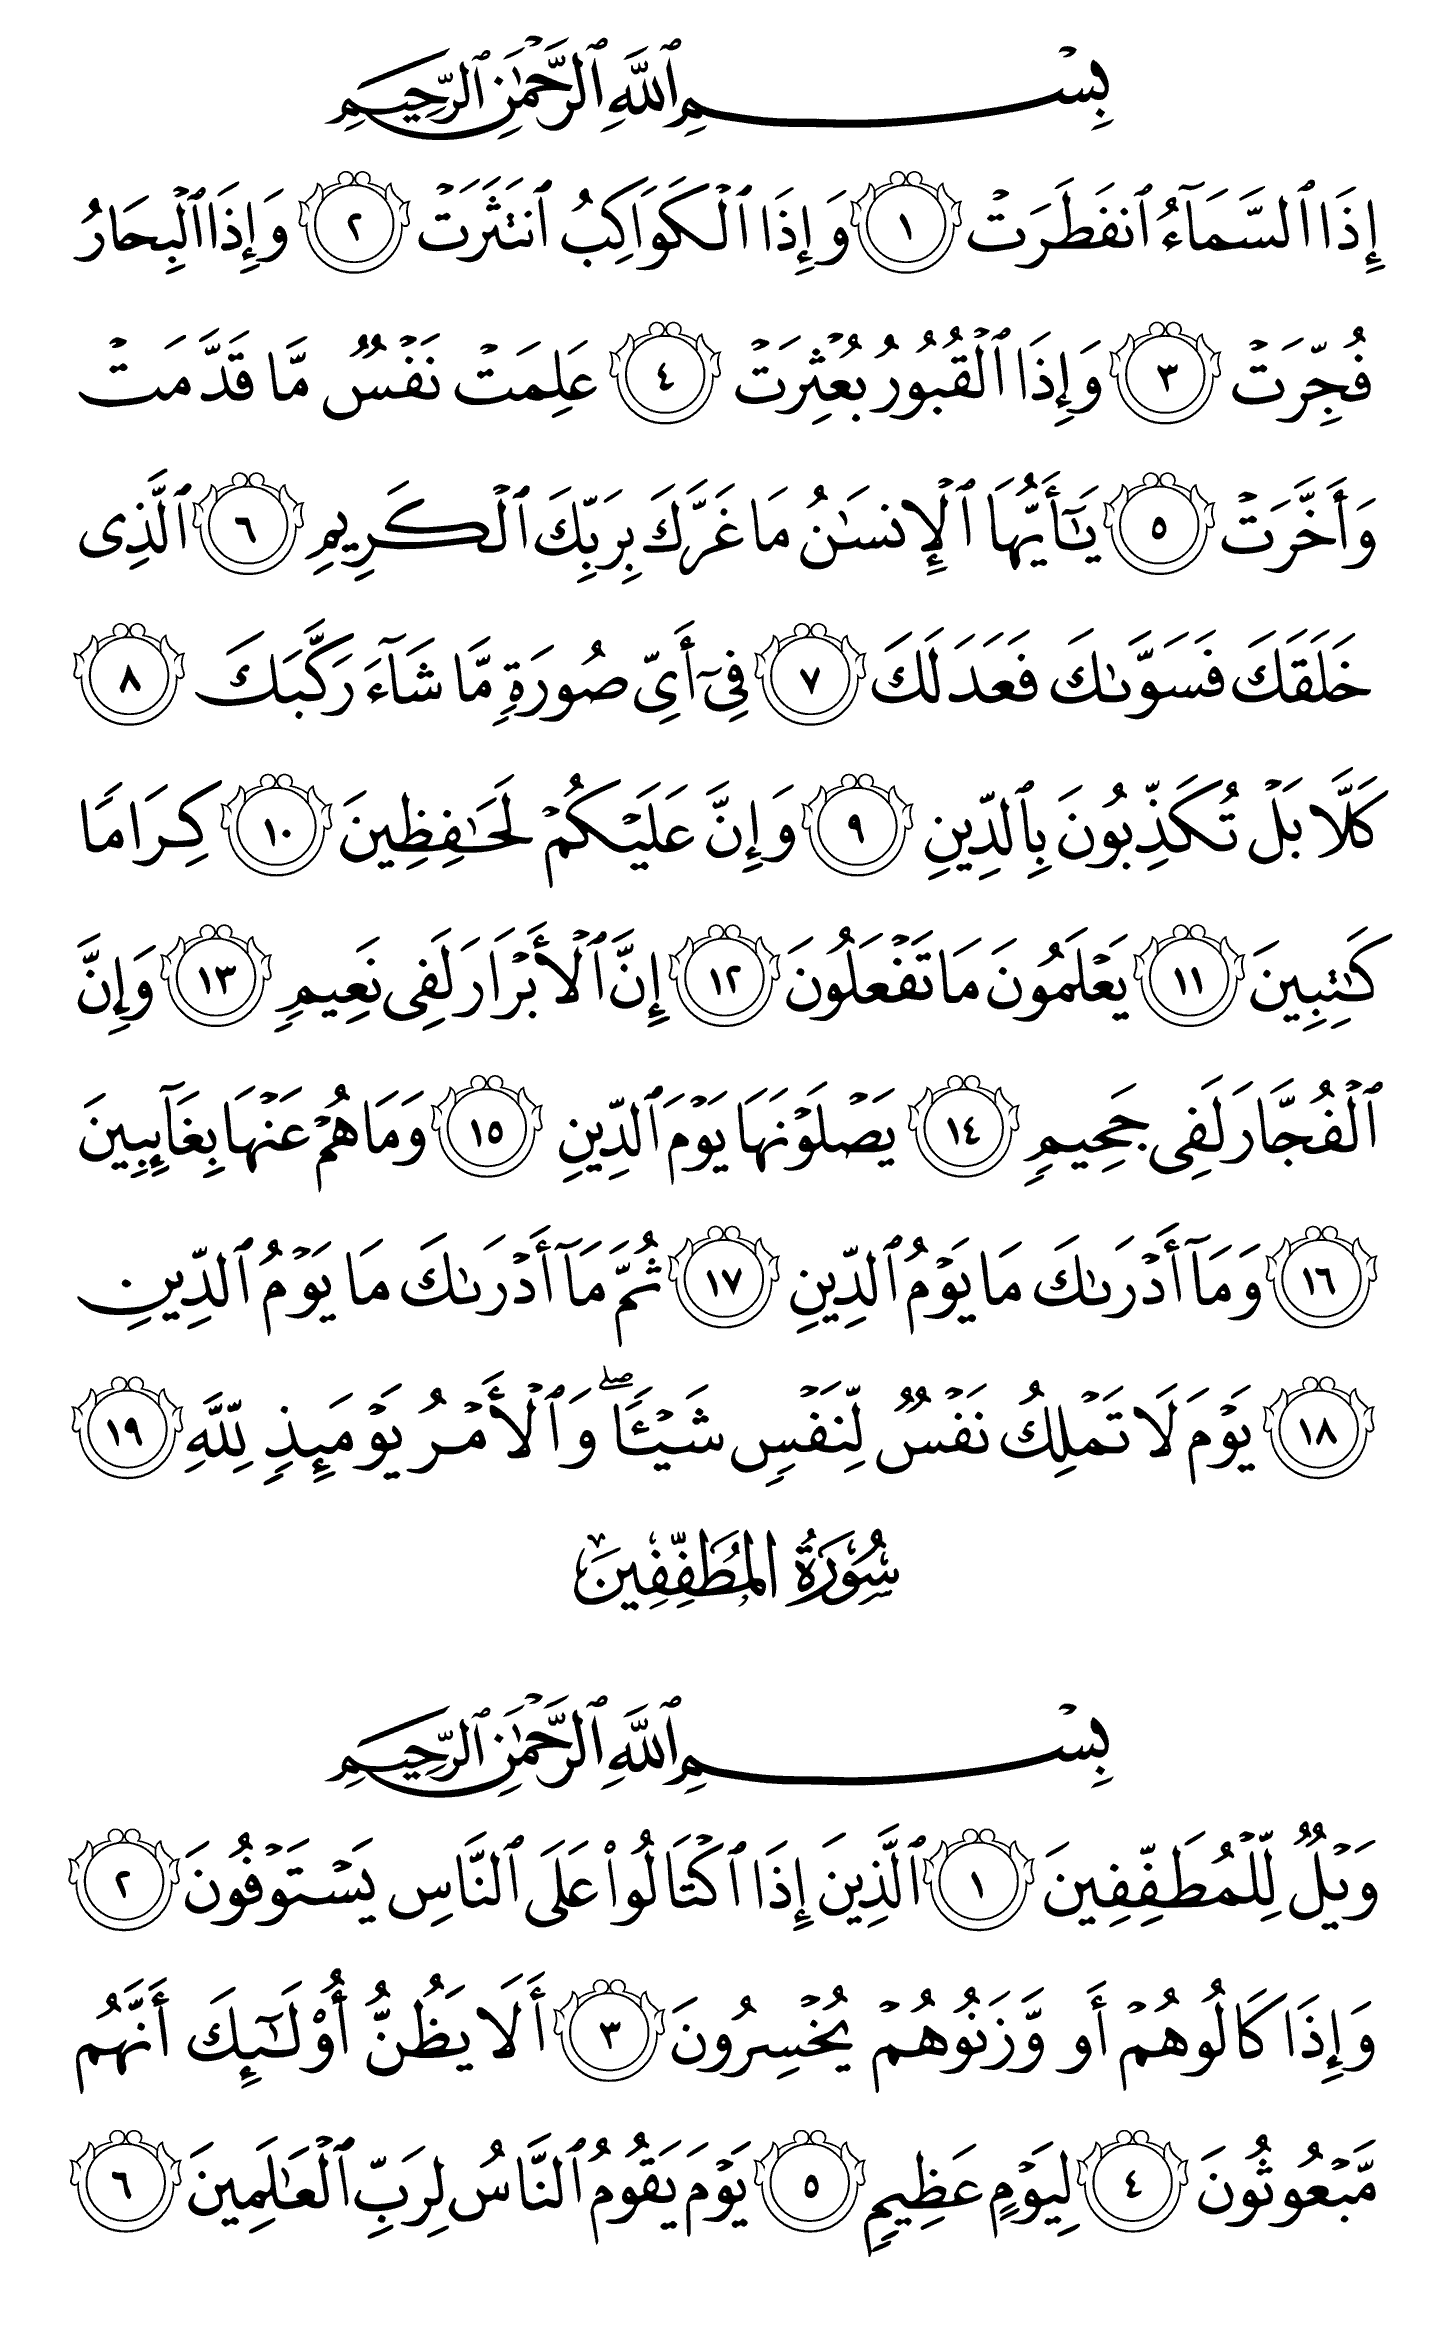 بِسْمِ ٱللَّهِ ٱلرَّحْمَٰنِ ٱلرَّحِيمِ
إِذَا ٱلسَّمَآءُ ٱنفَطَرَتْ ١ وَإِذَا ٱلْكَوَاكِبُ ٱنتَثَرَتْ ٢ وَإِذَا ٱلْبِحَارُ
فُجِّرَتْ ٣ وَإِذَا ٱلْقُبُورُ بُعْثِرَتْ ٤ عَلِمَتْ نَفْسٌ مَّا قَدَّمَتْ
وَأَخَّرَتْ ٥ يَٰٓأَيُّهَا ٱلْإِنسَٰنُ مَا غَرَّكَ بِرَبِّكَ ٱلْكَرِيمِ ٦ ٱلَّذِى
خَلَقَكَ فَسَوَّىٰكَ فَعَدَلَكَ ٧ فِىٓ أَىِّ صُورَةٍ مَّا شَآءَ رَكَّبَكَ ٨
كَلَّا بَلْ تُكَذِّبُونَ بِٱلدِّينِ ٩ وَإِنَّ عَلَيْكُمْ لَحَٰفِظِينَ ١٠ كِرَامًا
كَٰتِبِينَ ١١ يَعْلَمُونَ مَا تَفْعَلُونَ ١٢ إِنَّ ٱلْأَبْرَارَ لَفِى نَعِيمٍ ١٣ وَإِنَّ
ٱلْفُجَّارَ لَفِى جَحِيمٍ ١٤ يَصْلَوْنَهَا يَوْمَ ٱلدِّينِ ١٥ وَمَا هُمْ عَنْهَا بِغَآئِبِينَ
١٦ وَمَآ أَدْرَىٰكَ مَا يَوْمُ ٱلدِّينِ ١٧ ثُمَّ مَآ أَدْرَىٰكَ مَا يَوْمُ ٱلدِّينِ
١٨ يَوْمَ لَا تَمْلِكُ نَفْسٌ لِّنَفْسٍ شَيْـًٔا ۖ وَٱلْأَمْرُ يَوْمَئِذٍ لِّلَّهِ ١٩
سُورَةُ المُطَفِّفِينَ
بِسْمِ ٱللَّهِ ٱلرَّحْمَٰنِ ٱلرَّحِيمِ
وَيْلٌ لِّلْمُطَفِّفِينَ ١ ٱلَّذِينَ إِذَا ٱكْتَالُوا۟ عَلَى ٱلنَّاسِ يَسْتَوْفُونَ ٢
وَإِذَا كَالُوهُمْ أَو وَّزَنُوهُمْ يُخْسِرُونَ ٣ أَلَا يَظُنُّ أُو۟لَٰٓئِكَ أَنَّهُم
مَّبْعُوثُونَ ٤ لِيَوْمٍ عَظِيمٍ ٥ يَوْمَ يَقُومُ ٱلنَّاسُ لِرَبِّ ٱلْعَٰلَمِينَ ٦